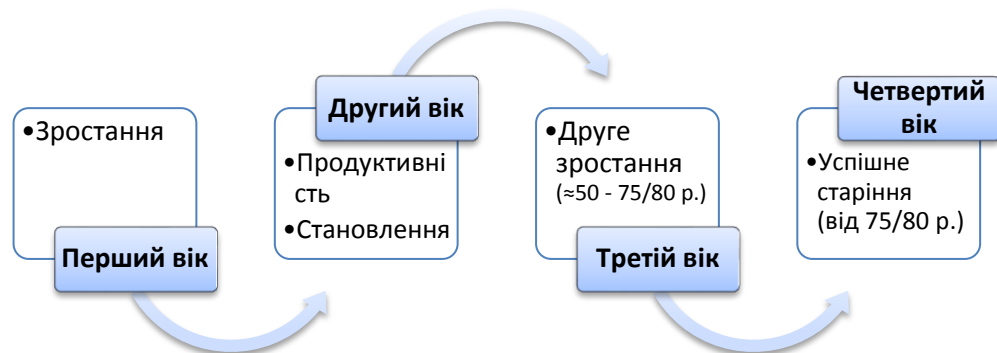 •Зростання
Перший вік
Другий вік
•Продуктивні
сть
•Становлення
•Друге
зростання
(≈50 - 75/80 р.)
Третій вік
Четвертий
вік
•Успішне
старіння
(від 75/80 р.)